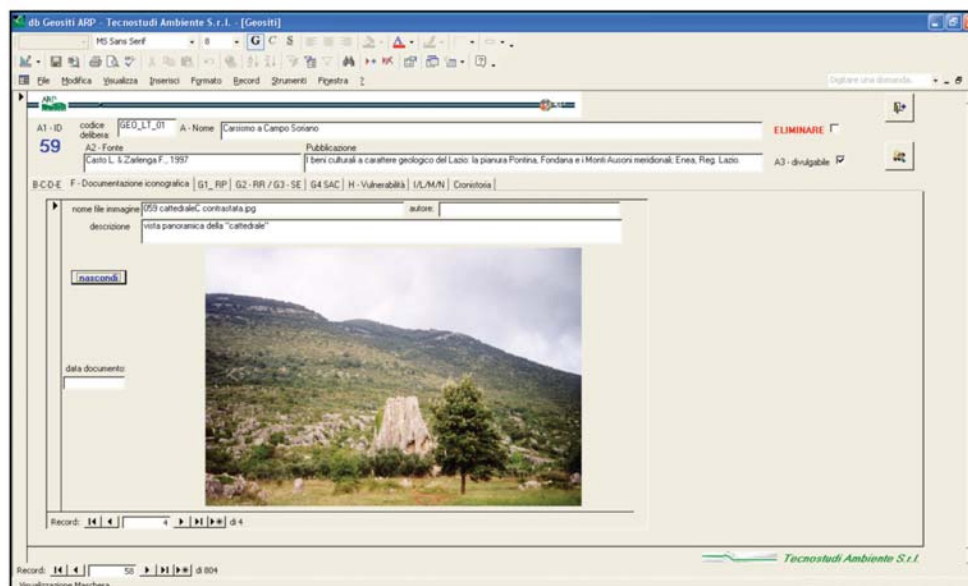 db Geositi ARP - Tecnostudi Ambiente S.r.l. - [Geositi]
MS Sans Serif 8 G C S
File Modifica Visualizza Inserisci Formato Record Strumenti Finestra ? Digitare una domanda.
ARP
A1 - ID codice delibera: GEO_LT_01 A - Nome Carsismo a Campo Soriano ELIMINARE
59 A2 - Fonte Pubblicazione
Casto L. & Zarlenga F., 1997 I beni culturali a carattere geologico del Lazio: la pianura Pontina, Fondana e i Monti Ausoni meridionali; Enea, Reg. Lazio. A3 - divulgabile
B-C-D-E F - Documentazione iconografica G1_ RIP G2 - RR / G3 - SE G4 SAC H - Vulnerabilità I/L/M/N Cronistoria
nome file immagine 059 cattedraleC contrastata.jpg autore:
descrizione vista panoramica della "cattedrale"
nascondi
data documento:
Record: 4 di 4
Tecnostudi Ambiente S.r.l.
Record: 58 di 804
Visualizzazione Maschera